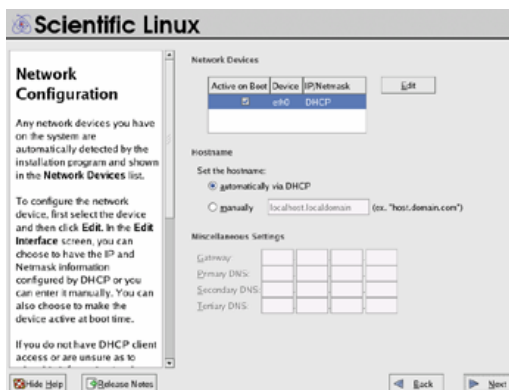 Scientific Linux
Network
Configuration
Any network devices you have
on the system are
automatically detected by the
installation program and shown
in the Network Devices list.
To configure the network
device, first select the device
and then click Edit. In the Edit
Interface screen, you can
choose to have the IP and
Netmask information
configured by DHCP or you
can enter it manually. You can
also choose to make the
device active at boot time.
If you do not have DHCP client
access or are unsure as to
Hide Help
Release Notes
Network Devices
Active on Boot Device IP/Netmask
eth0 DHCP
Edit
Hostname
Set the hostname:
automatically via DHCP
manually localhost.localdomain (ex. "host.domain.com")
Miscellaneous Settings
Gateway:
Primary DNS:
Secondary DNS:
Tertiary DNS:
Back
Next